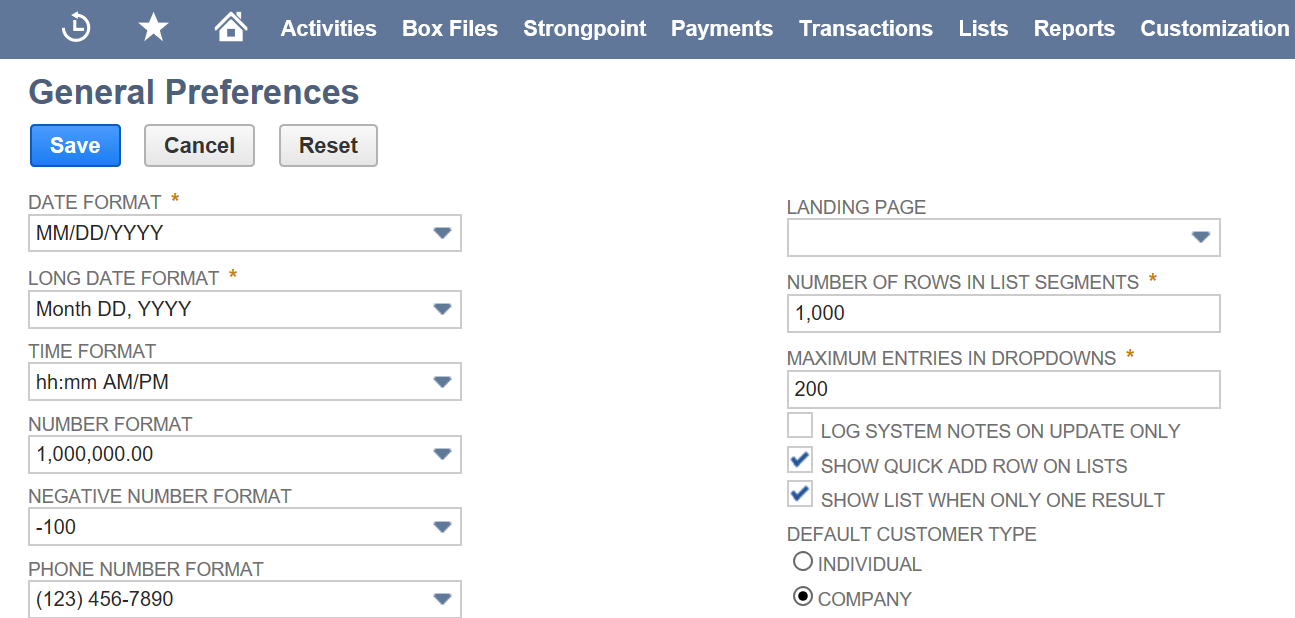 Activities Box Files Strongpoint Payments Transactions Lists Reports Customization
General Preferences
Save Cancel Reset
DATE FORMAT *
MM/DD/YYYY
LONG DATE FORMAT *
Month DD, YYYY
TIME FORMAT
hh:mm AM/PM
NUMBER FORMAT
1,000,000.00
NEGATIVE NUMBER FORMAT
-100
PHONE NUMBER FORMAT
(123) 456-7890
LANDING PAGE
NUMBER OF ROWS IN LIST SEGMENTS *
1,000
MAXIMUM ENTRIES IN DROPDOWNS *
200
LOG SYSTEM NOTES ON UPDATE ONLY
SHOW QUICK ADD ROW ON LISTS
SHOW LIST WHEN ONLY ONE RESULT
DEFAULT CUSTOMER TYPE
INDIVIDUAL
COMPANY